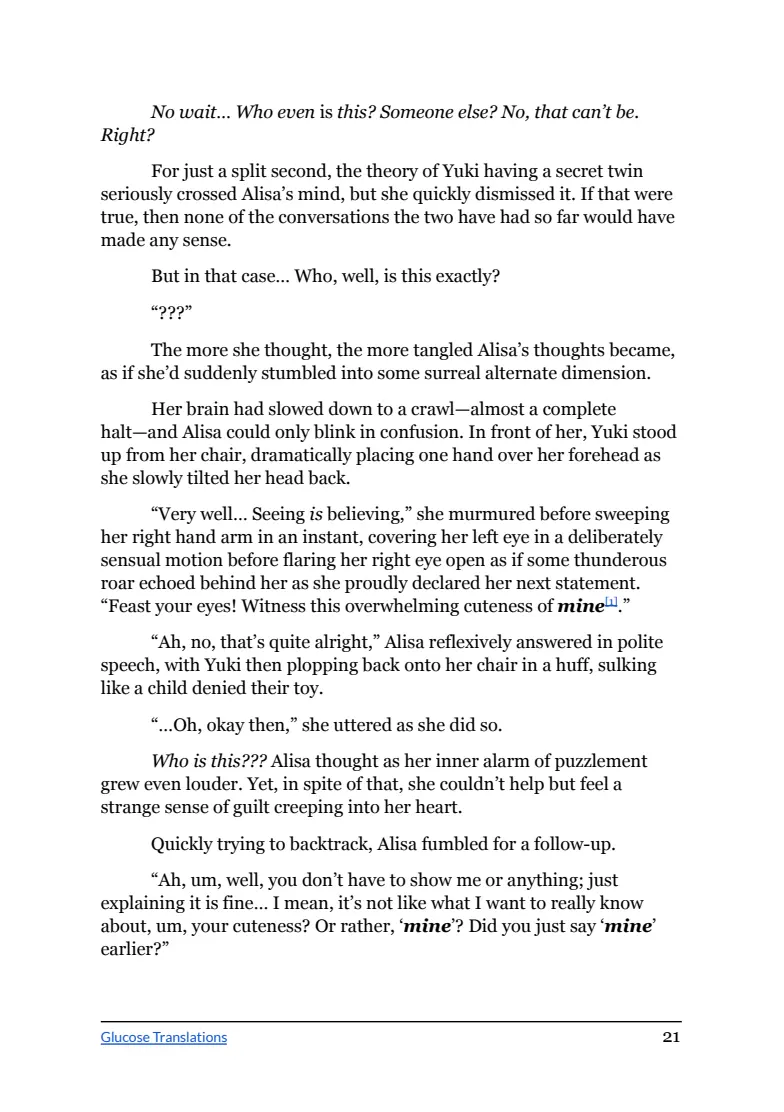 No wait... Who even is this? Someone else? No, that can’t be.
Right?
For just a split second, the theory of Yuki having a secret twin
seriously crossed Alisa’s mind, but she quickly dismissed it. If that were
true, then none of the conversations the two have had so far would have
made any sense.
But in that case... Who, well, is this exactly?
“???”
The more she thought, the more tangled Alisa’s thoughts became,
as if she’d suddenly stumbled into some surreal alternate dimension.
Her brain had slowed down to a crawl—almost a complete
halt—and Alisa could only blink in confusion. In front of her, Yuki stood
up from her chair, dramatically placing one hand over her forehead as
she slowly tilted her head back.
“Very well... Seeing is believing,” she murmured before sweeping
her right hand arm in an instant, covering her left eye in a deliberately
sensual motion before flaring her right eye open as if some thunderous
roar echoed behind her as she proudly declared her next statement.
“Feast your eyes! Witness this overwhelming cuteness of mine[1].”
“Ah, no, that’s quite alright,” Alisa reflexively answered in polite
speech, with Yuki then plopping back onto her chair in a huff, sulking
like a child denied their toy.
“...Oh, okay then,” she uttered as she did so.
Who is this??? Alisa thought as her inner alarm of puzzlement
grew even louder. Yet, in spite of that, she couldn’t help but feel a
strange sense of guilt creeping into her heart.
Quickly trying to backtrack, Alisa fumbled for a follow-up.
“Ah, um, well, you don’t have to show me or anything; just
explaining it is fine... I mean, it’s not like what I want to really know
about, um, your cuteness? Or rather, ‘mine’? Did you just say ‘mine’
earlier?”
Glucose Translations
21